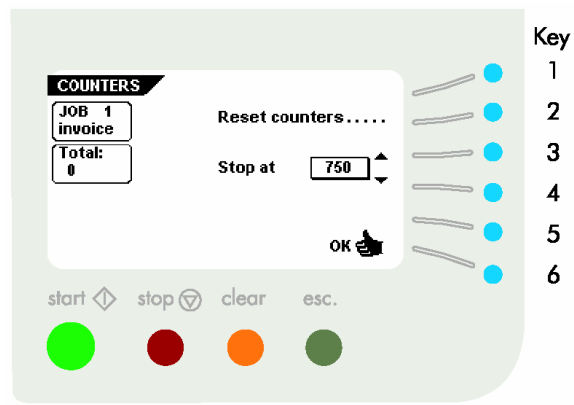 Key
COUNTERS
1
JOB 1
invoice
Reset counters.....
2
Total:
0
Stop at 750
3
4
5
OK
6
start stop clear esc.